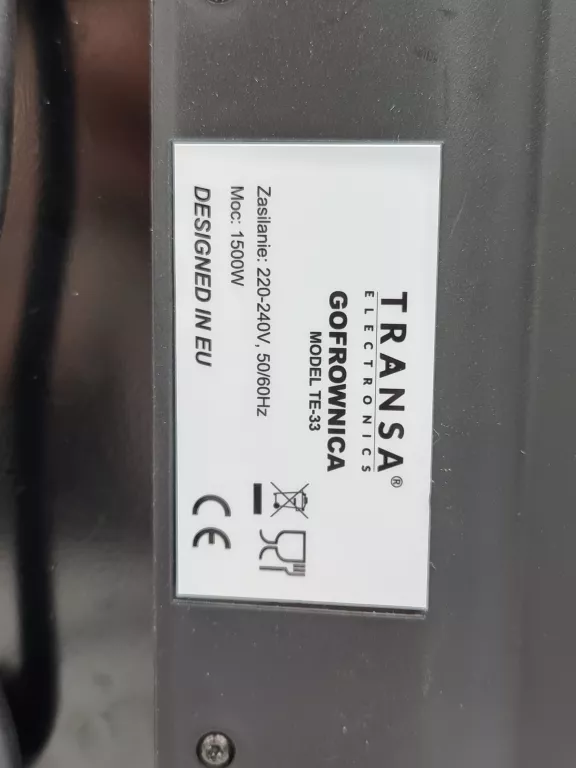 TRANSA®
ELECTRONICS
GOFROWNICA
MODEL TE-33
Zasilanie: 220-240V, 50/60Hz
Moc: 1500W
DESIGNED IN EU
CE